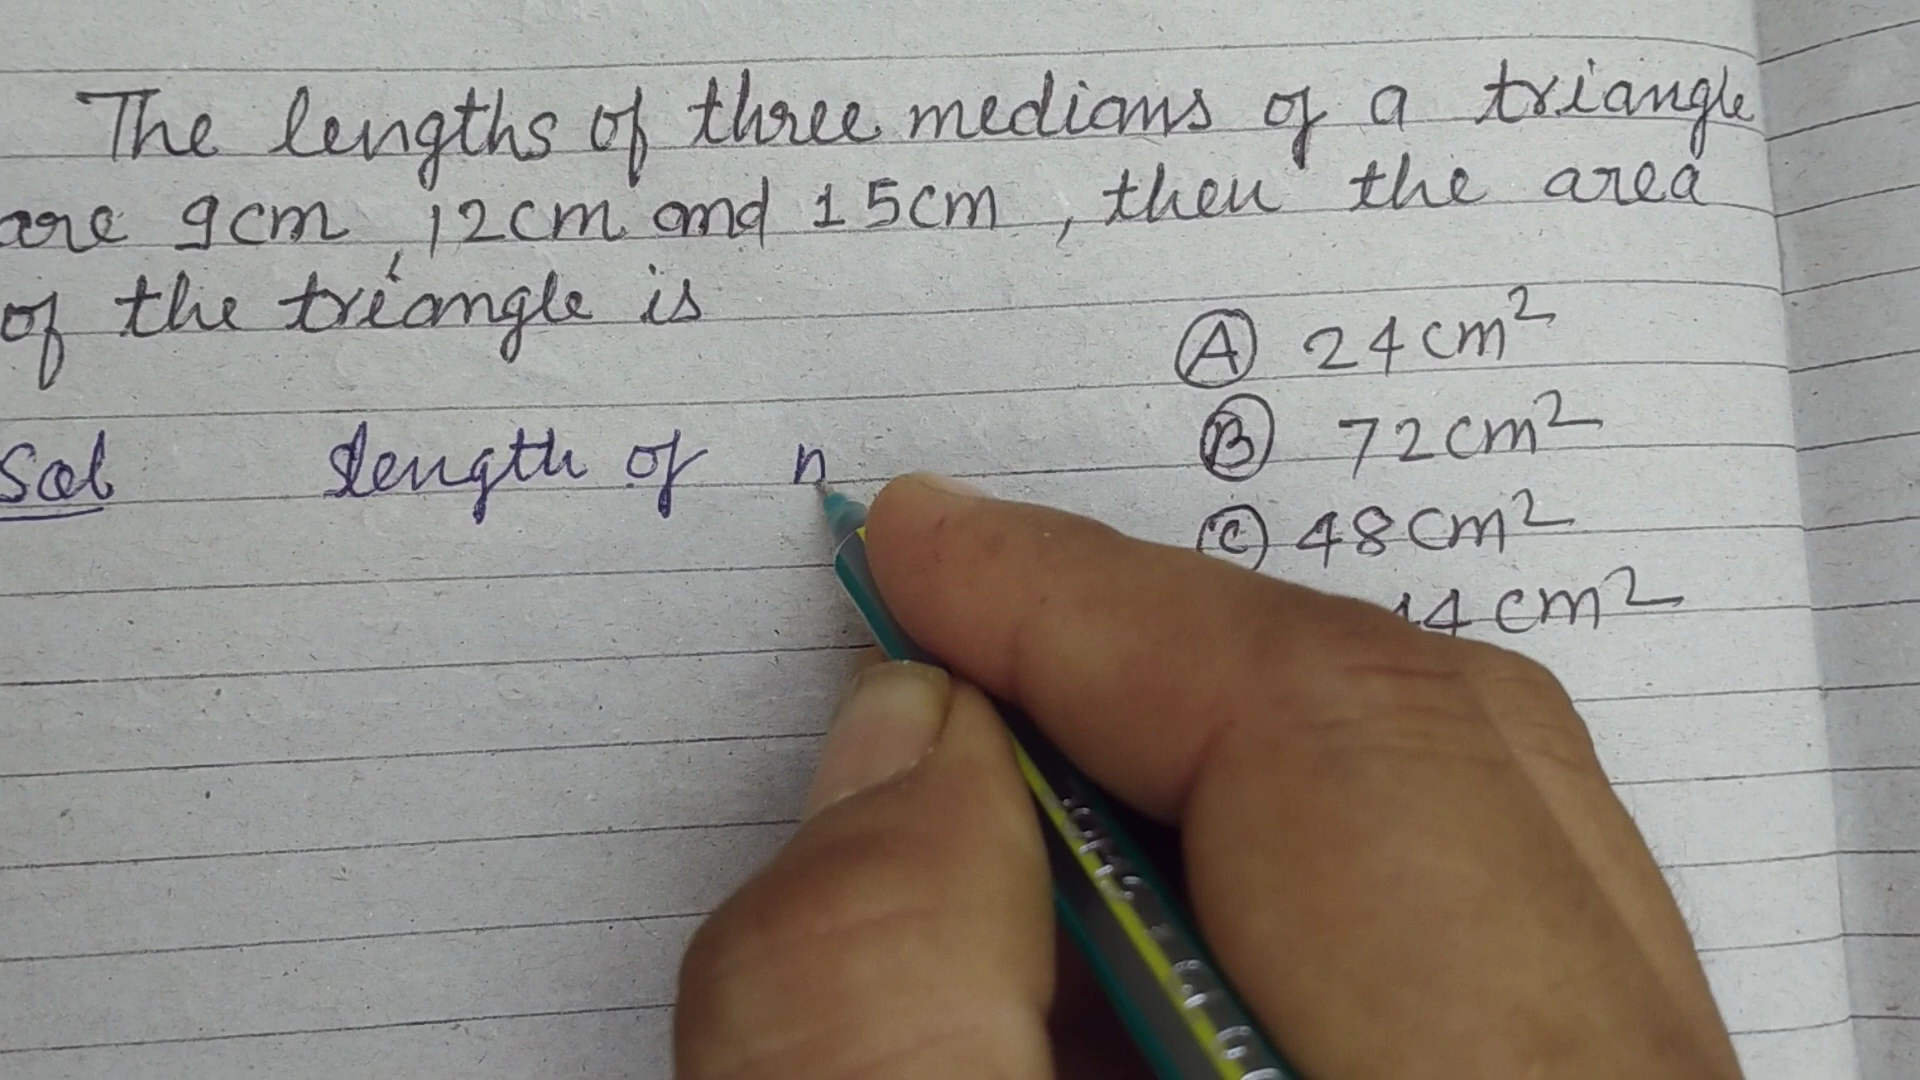 The lengths of three medians of a triangle
are 9cm, 12cm and 15cm, then the area
of the triangle is
Ⓐ 24cm²
Ⓑ 72cm²
Ⓒ 48cm²
44cm²
Sol length of n